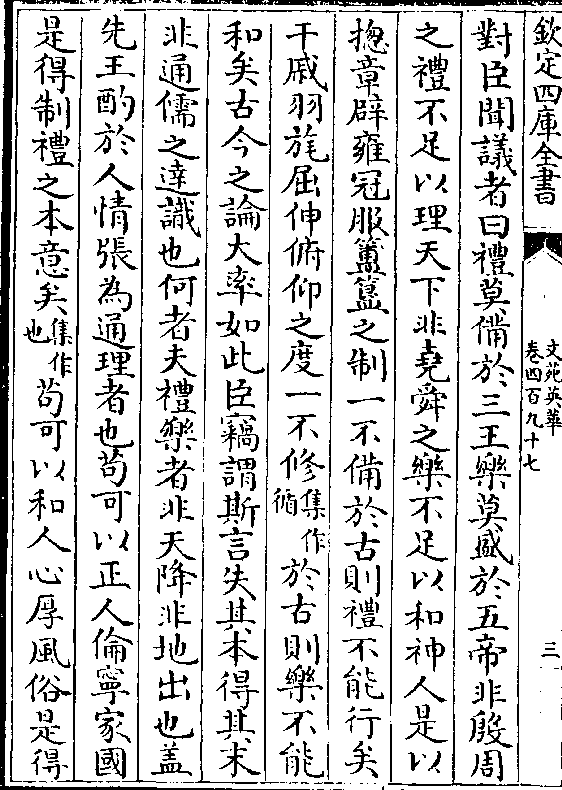 欽定四庫全書
文苑英華
卷四百九十七
三
對臣聞議者曰禮莫備於三王樂莫盛於五帝非殷周
之禮不足以理天下非堯舜之樂不足以和神人是以
揔章辟雍冠服簠簋之制一不備於古則禮不能行矣
干戚羽旄屈伸俯仰之度一不修集作循於古則樂不能
和矣古今之論大率如此臣竊謂斯言失其本得其末
非通儒之達識也何者夫禮樂者非天降非地出也盖
先王酌於人情張為通理者也苟可以正人倫寧家國
是得制禮之本意矣集作也苟可以和人心厚風俗是得